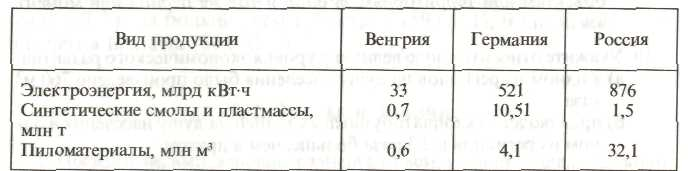 Вид продукции Венгрия Германия Россия
Электроэнергия, млрд кВт·ч 33 521 876
Синтетические смолы и пластмассы, 0,7 10,51 1,5
млн т
Пиломатериалы, млн м³ 0,6 4,1 32,1